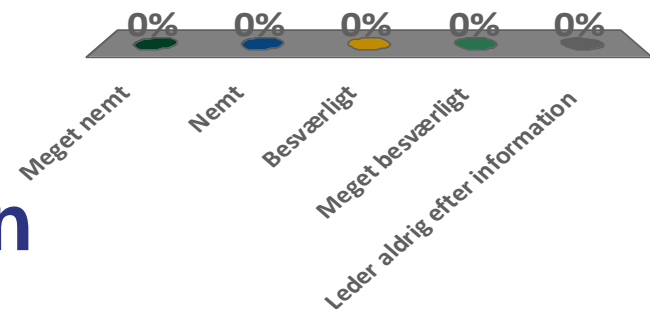 0% 0% 0% 0% 0%
Meget nemt
Nemt
Besværligt
Meget besværligt
Leder aldrig efter information
n